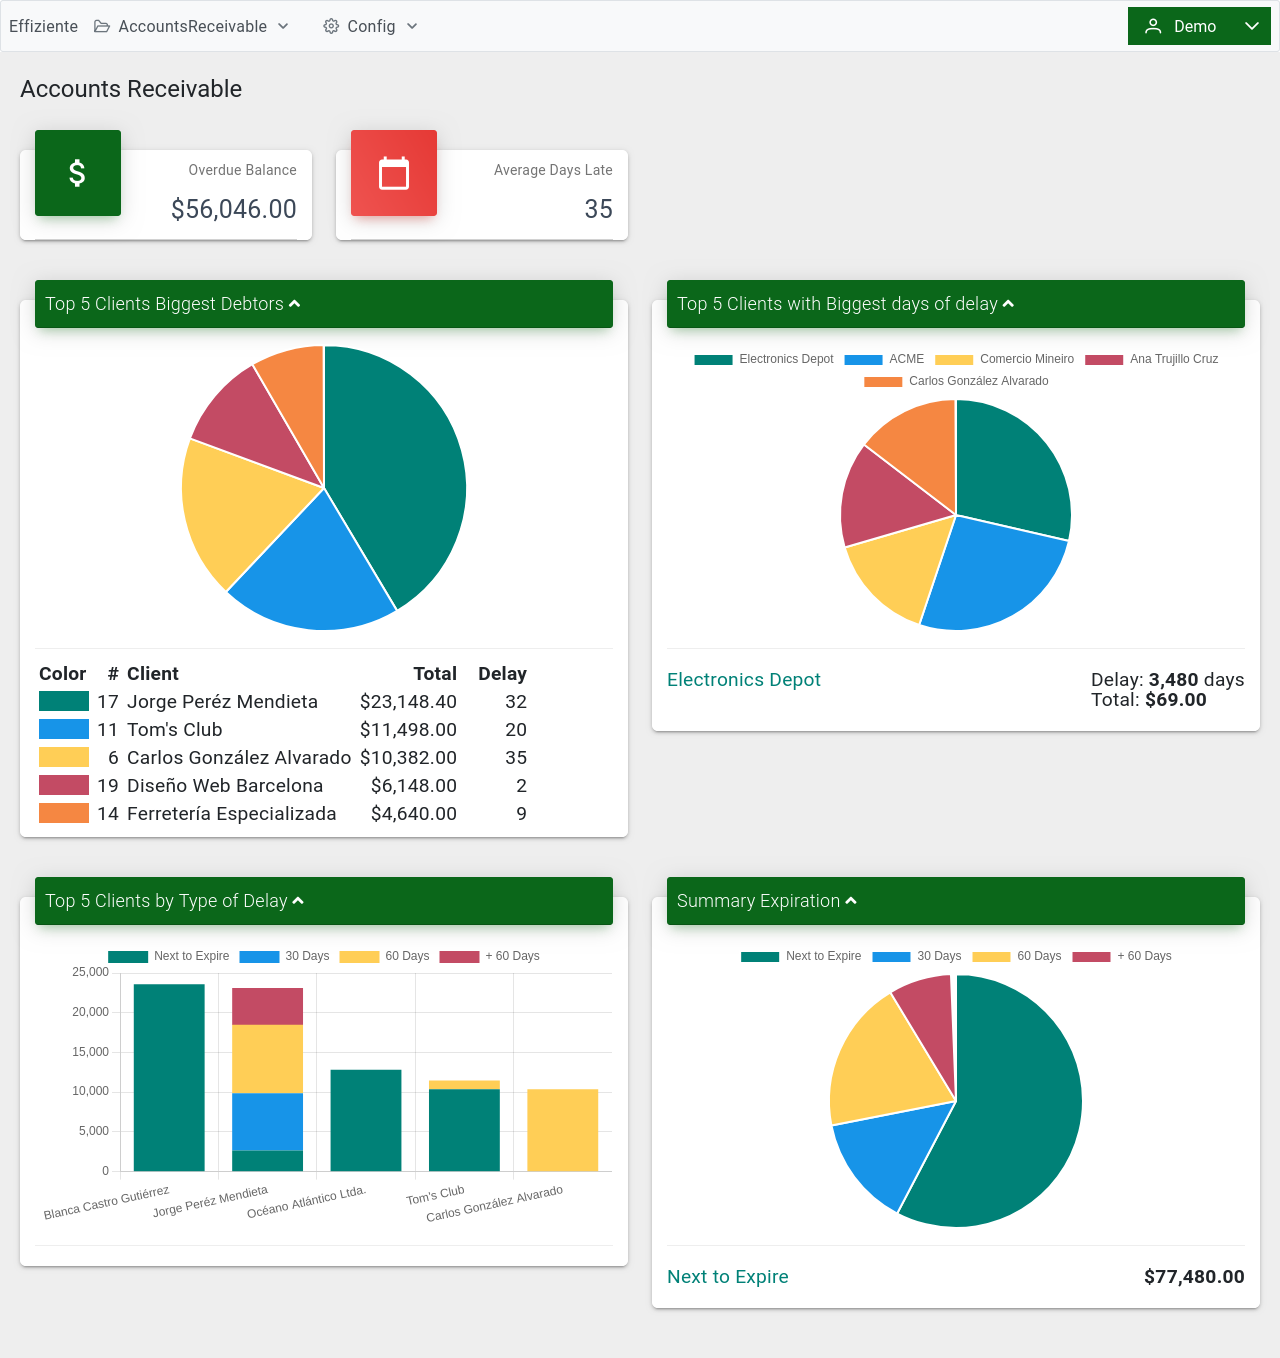 Effiziente AccountsReceivable Config Demo
Accounts Receivable
Overdue Balance
$56,046.00
Average Days Late
35
Top 5 Clients Biggest Debtors
Color # Client Total Delay
17 Jorge Peréz Mendieta $23,148.40 32
11 Tom's Club $11,498.00 20
6 Carlos González Alvarado $10,382.00 35
19 Diseño Web Barcelona $6,148.00 2
14 Ferretería Especializada $4,640.00 9
Top 5 Clients with Biggest days of delay
Electronics Depot ACME Comercio Mineiro Ana Trujillo Cruz
Carlos González Alvarado
Electronics Depot Delay: 3,480 days
Total: $69.00
Top 5 Clients by Type of Delay
Next to Expire 30 Days 60 Days + 60 Days
25,000
20,000
15,000
10,000
5,000
0
Blanca Castro Gutiérrez
Jorge Peréz Mendieta
Océano Atlántico Ltda.
Tom's Club
Carlos González Alvarado
Summary Expiration
Next to Expire 30 Days 60 Days + 60 Days
Next to Expire $77,480.00